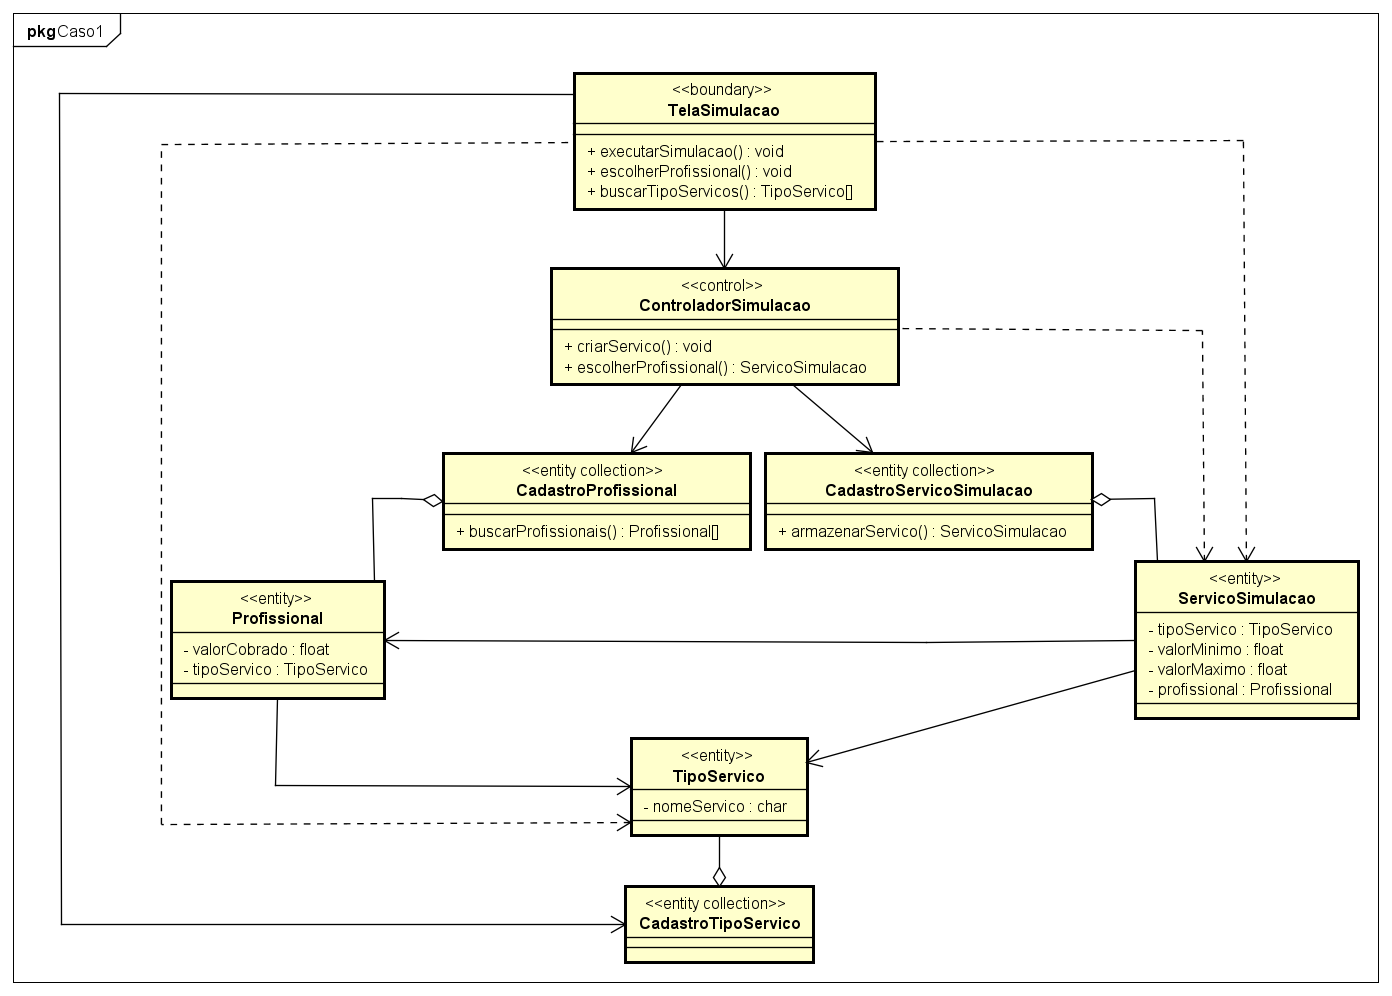 pkg Caso1
<<boundary>>
TelaSimulacao
+ executarSimulacao() : void
+ escolherProfissional() : void
+ buscarTipoServicos() : TipoServico[]
<<control>>
ControladorSimulacao
+ criarServico() : void
+ escolherProfissional() : ServicoSimulacao
<<entity collection>>
CadastroProfissional
+ buscarProfissionais() : Profissional[]
<<entity collection>>
CadastroServicoSimulacao
+ armazenarServico() : ServicoSimulacao
<<entity>>
Profissional
- valorCobrado : float
- tipoServico : TipoServico
<<entity>>
ServicoSimulacao
- tipoServico : TipoServico
- valorMinimo : float
- valorMaximo : float
- profissional : Profissional
<<entity>>
TipoServico
- nomeServico : char
<<entity collection>>
CadastroTipoServico